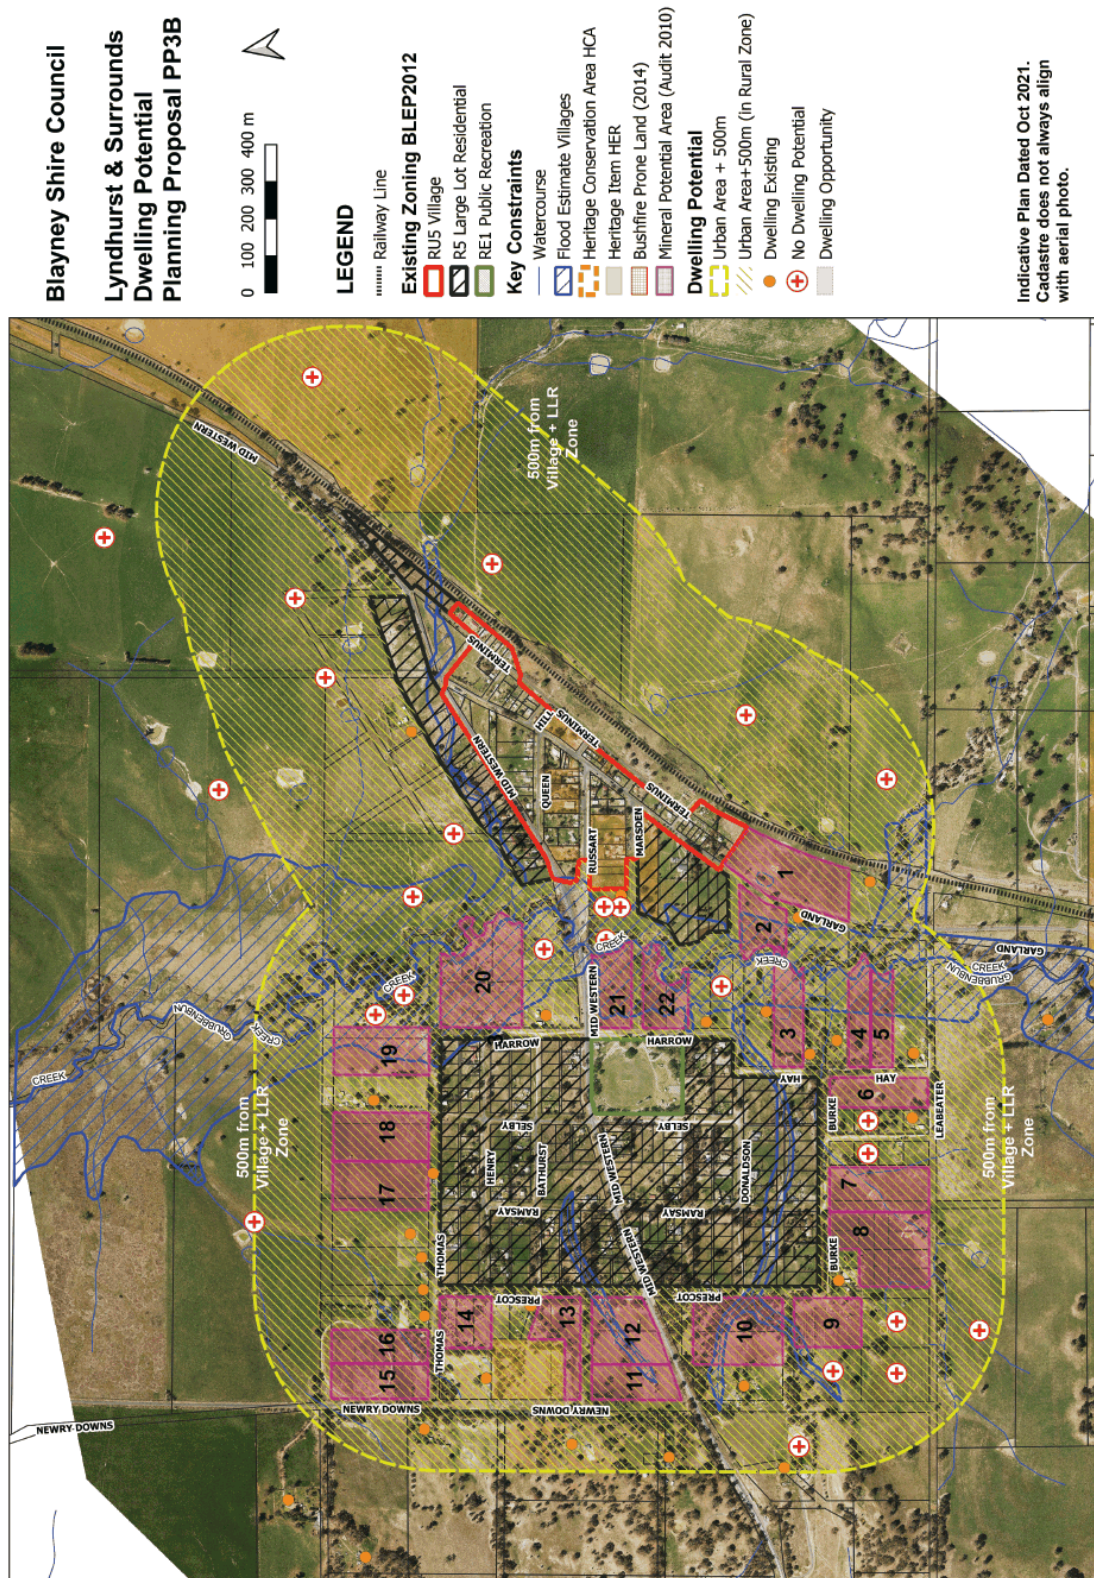 Blayney Shire Council
Lyndhurst & Surrounds
Dwelling Potential
Planning Proposal PP3B
0 100 200 300 400 m
LEGEND
Railway Line
Existing Zoning BLEP2012
RU5 Village
R5 Large Lot Residential
RE1 Public Recreation
Key Constraints
Watercourse
Flood Estimate Villages
Heritage Conservation Area HCA
Heritage Item HER
Bushfire Prone Land (2014)
Mineral Potential Area (Audit 2010)
Dwelling Potential
Urban Area + 500m
Urban Area+500m (In Rural Zone)
Dwelling Existing
No Dwelling Potential
Dwelling Opportunity
Indicative Plan Dated Oct 2021.
Cadastre does not always align
with aerial photo.
NEWRY DOWNS
CREEK
GRUBBENBUN
CREEK
500m from
Village + LLR
Zone
MID WESTERN
500m from
Village + LLR
Zone
15
16
17
18
19
CREEK
20
NEWRY DOWNS
THOMAS
THOMAS
14
PRESCOT
13
HENRY
RAMSAY
SELBY
BATHURST
HARROW
MID WESTERN
TERMINUS
HILL
QUEEN
TERMINUS
NEWRY DOWNS
12
11
MID WESTERN
MID WESTERN
MID WESTERN
RUSSART
MARSDEN
TERMINUS
CREEK
21
22
HARROW
SELBY
RAMSAY
PRESCOT
DONALDSON
10
9
BURKE
BURKE
8
7
6
HAY
HAY
3
4
5
2
1
CREEK
GARLAND
LEABEATER
CREEK
GRUBBENBUN
GARLAND
500m from
Village + LLR
Zone